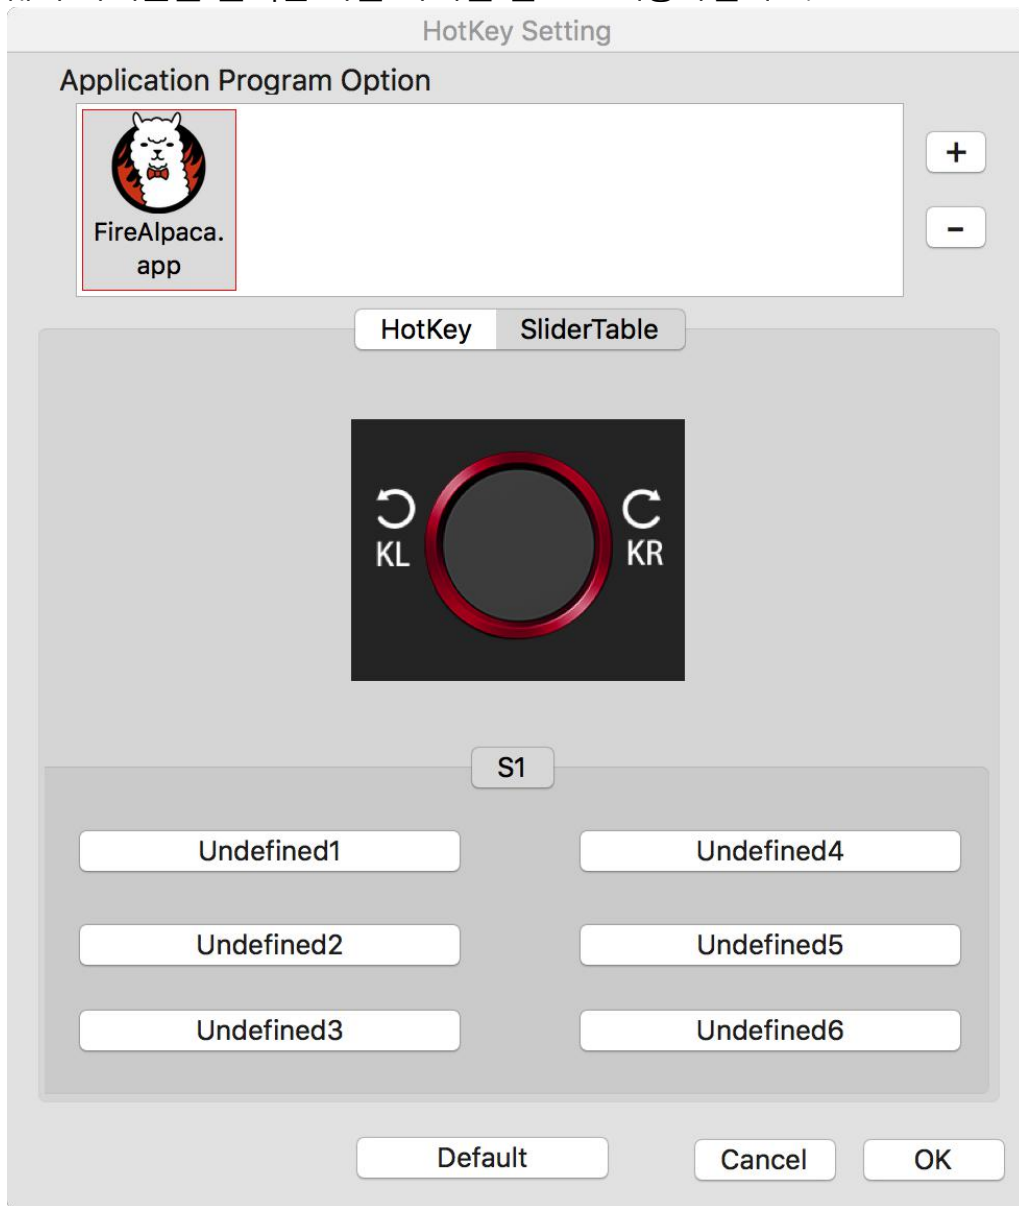 HotKey Setting
Application Program Option
FireAlpaca.
app
+
-
HotKey SliderTable
KL KR
S1
Undefined1 Undefined4
Undefined2 Undefined5
Undefined3 Undefined6
Default Cancel OK